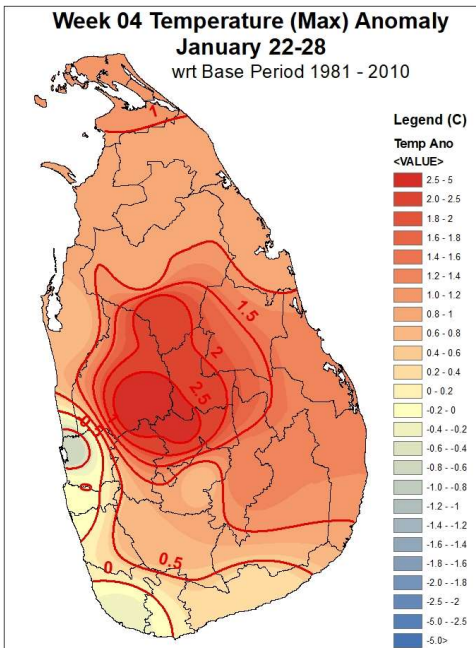 Week 04 Temperature (Max) Anomaly
January 22-28
wrt Base Period 1981 - 2010
Legend (C)
Temp Ano
<VALUE>
2.5 - 5
2.0 - 2.5
1.8 - 2
1.6 - 1.8
1.4 - 1.6
1.2 - 1.4
1.0 - 1.2
0.8 - 1
0.6 - 0.8
0.4 - 0.6
0.2 - 0.4
0 - 0.2
-0.2 - 0
-0.4 - -0.2
-0.6 - -0.4
-0.8 - -0.6
-1.0 - -0.8
-1.2 - -1
-1.4 - -1.2
-1.6 - -1.4
-1.8 - -1.6
-2.0 - -1.8
-2.5 - -2
-5.0 - -2.5
-5.0>
1
1.5
2
2.5
0
0.5
0